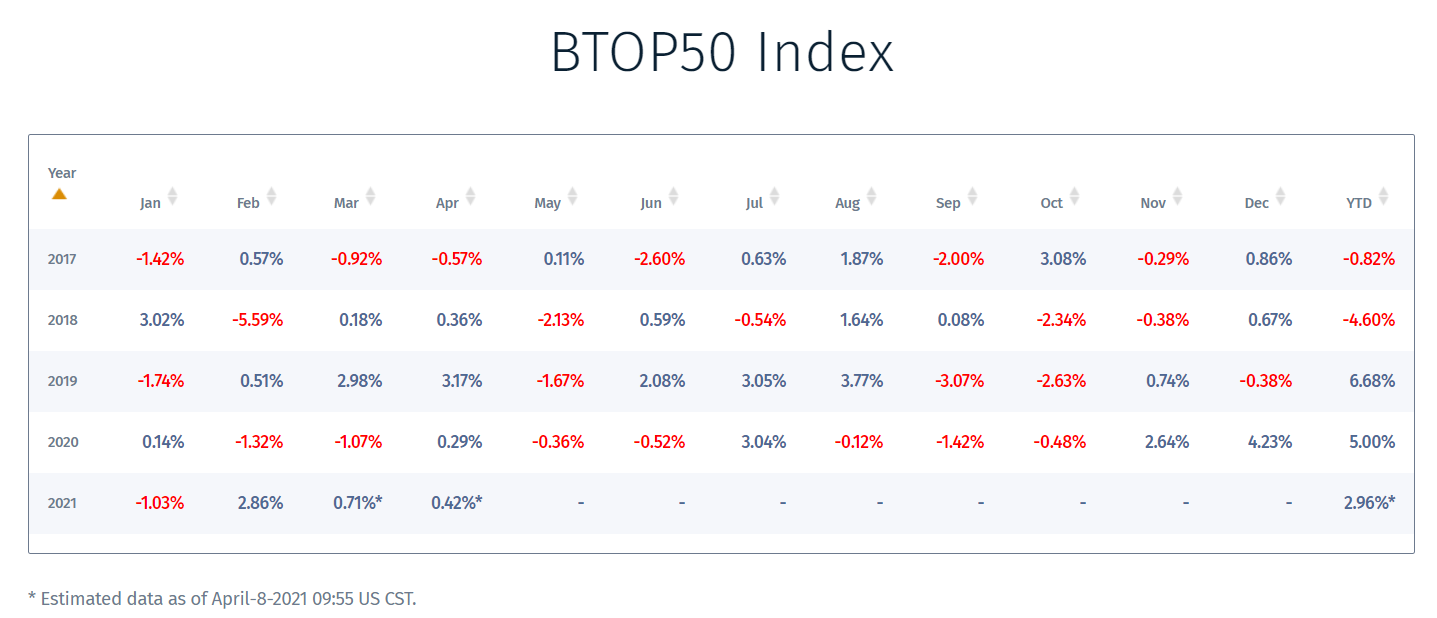 BTOP50 Index
Year
Jan Feb Mar Apr May Jun Jul Aug Sep Oct Nov Dec YTD
2017 -1.42% 0.57% -0.92% -0.57% 0.11% -2.60% 0.63% 1.87% -2.00% 3.08% -0.29% 0.86% -0.82%
2018 3.02% -5.59% 0.18% 0.36% -2.13% 0.59% -0.54% 1.64% 0.08% -2.34% -0.38% 0.67% -4.60%
2019 -1.74% 0.51% 2.98% 3.17% -1.67% 2.08% 3.05% 3.77% -3.07% -2.63% 0.74% -0.38% 6.68%
2020 0.14% -1.32% -1.07% 0.29% -0.36% -0.52% 3.04% -0.12% -1.42% -0.48% 2.64% 4.23% 5.00%
2021 -1.03% 2.86% 0.71%* 0.42%* - - - - - - - - 2.96%*
* Estimated data as of April-8-2021 09:55 US CST.